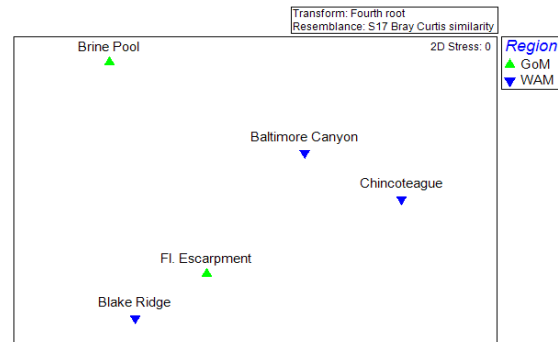 Transform: Fourth root
Resemblance: S17 Bray Curtis similarity
Brine Pool
2D Stress: 0
Region
GoM
WAM
Baltimore Canyon
Chincoteague
Fl. Escarpment
Blake Ridge